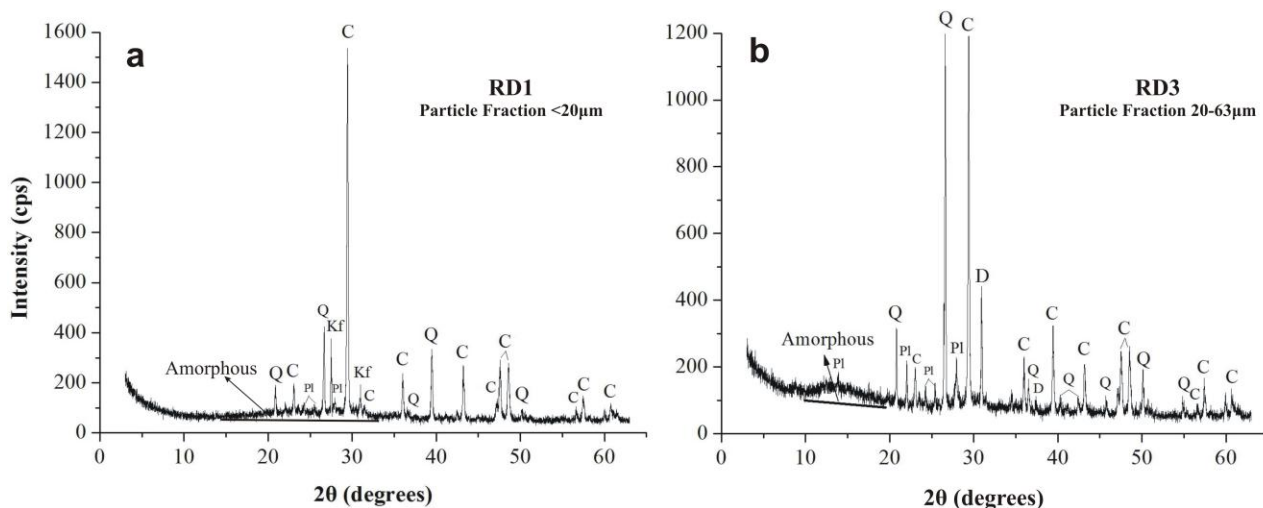 a
RD1
Particle Fraction <20μm
Intensity (cps)
1600
1400
1200
1000
800
600
400
200
0
C
Q
Kf
Amorphous
Q
C
Pl
Pl
Kf
C
C
Q
Q
C
C
C
Q
C
C
C
0
10
20
30
40
50
60
2θ (degrees)
b
RD3
Particle Fraction 20-63μm
1200
1000
800
600
400
200
0
Q
C
D
Amorphous
Pl
Q
Pl
C
Pl
Pl
C
Q
D
C
Q
C
Q
C
Q
Q
C
C
C
0
10
20
30
40
50
60
2θ (degrees)